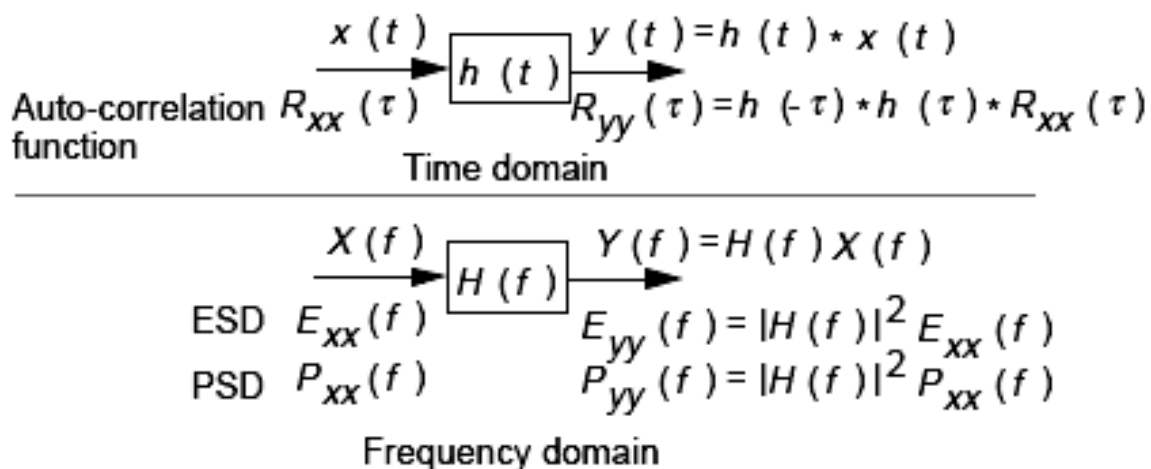 x (t) y (t) = h (t) * x (t)
h (t)
Auto-correlation R_xx (τ) R_yy (τ) = h (-τ) * h (τ) * R_xx (τ)
function
Time domain
X (f) Y (f) = H (f) X (f)
H (f)
ESD E_xx (f) E_yy (f) = |H (f)|² E_xx (f)
PSD P_xx (f) P_yy (f) = |H (f)|² P_xx (f)
Frequency domain